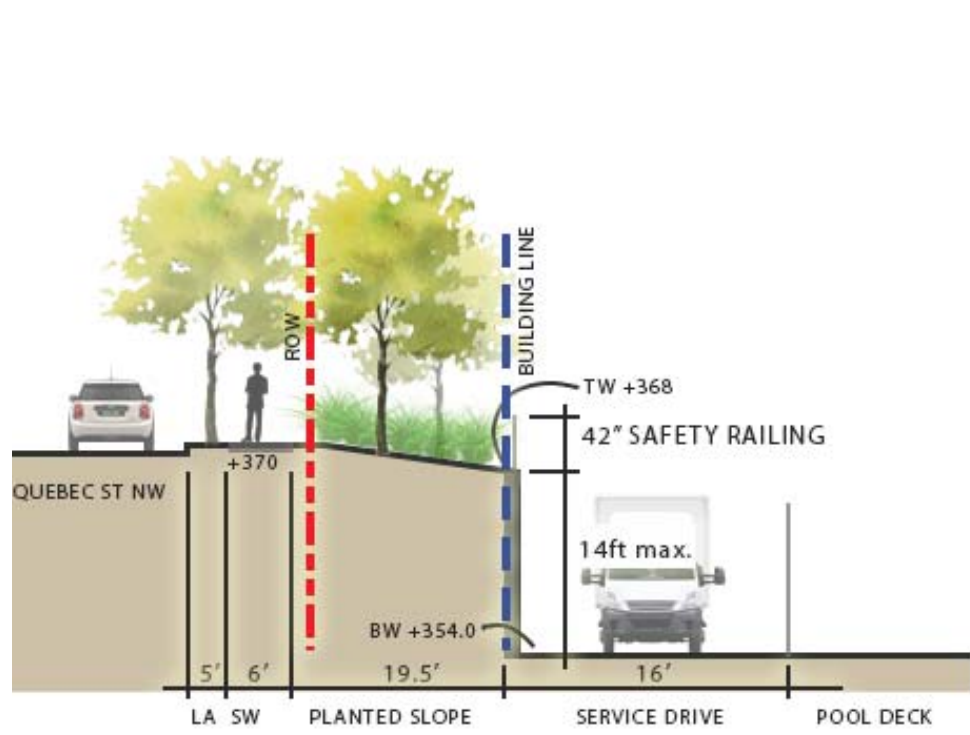 ROW
BUILDING LINE
TW +368
42" SAFETY RAILING
+370
QUEBEC ST NW
14ft max.
BW +354.0
5' 6' 19.5' 16'
LA SW PLANTED SLOPE SERVICE DRIVE POOL DECK